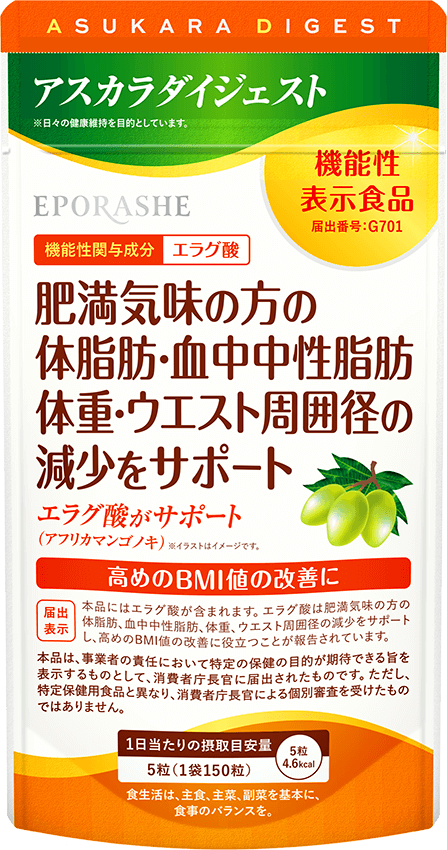 ASUKARA DIGEST
アスカラダイジェスト
※日々の健康維持を目的としています。
機能性
表示食品
届出番号:G701
EPORASHE
機能性関与成分 エラグ酸
肥満気味の方の
体脂肪・血中中性脂肪
体重・ウエスト周囲径の
減少をサポート
エラグ酸がサポート
(アフリカマンゴノキ) ※イラストはイメージです。
高めのBMI値の改善に
届出
表示
本品にはエラグ酸が含まれます。エラグ酸は肥満気味の方の
体脂肪、血中中性脂肪、体重、ウエスト周囲径の減少をサポート
し、高めのBMI値の改善に役立つことが報告されています。
本品は、事業者の責任において特定の保健の目的が期待できる旨を
表示するものとして、消費者庁長官に届出されたものです。ただし、
特定保健用食品と異なり、消費者庁長官による個別審査を受けたもの
ではありません。
1日当たりの摂取目安量
5粒(1袋150粒)
5粒
4.6kcal
食生活は、主食、主菜、副菜を基本に、
食事のバランスを。